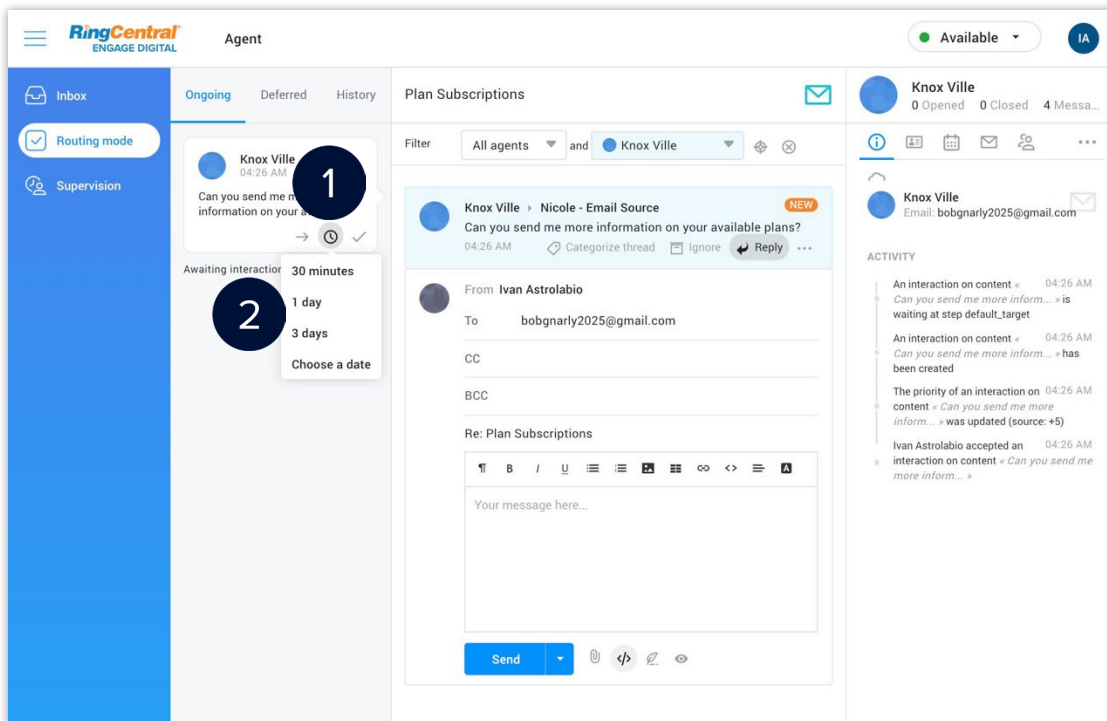 RingCentral®
ENGAGE DIGITAL
Agent
Available
IA
Inbox
Routing mode
Supervision
Ongoing Deferred History
Knox Ville
04:26 AM
Can you send me m
information on your a
1
Awaiting interaction
2
30 minutes
1 day
3 days
Choose a date
Plan Subscriptions
Filter All agents and Knox Ville
Knox Ville Nicole - Email Source NEW
Can you send me more information on your available plans?
04:26 AM Categorize thread Ignore Reply
From Ivan Astrolabio
To bobgnarly2025@gmail.com
CC
BCC
Re: Plan Subscriptions
¶ B I U <> A
Your message here...
Send </>
Knox Ville
0 Opened 0 Closed 4 Messa...
Knox Ville
Email: bobgnarly2025@gmail.com
ACTIVITY
An interaction on content « 04:26 AM
Can you send me more inform... » is
waiting at step default_target
An interaction on content « 04:26 AM
Can you send me more inform... » has
been created
The priority of an interaction on 04:26 AM
content « Can you send me more
inform... » was updated (source: +5)
Ivan Astrolabio accepted an 04:26 AM
interaction on content « Can you send me
more inform... »